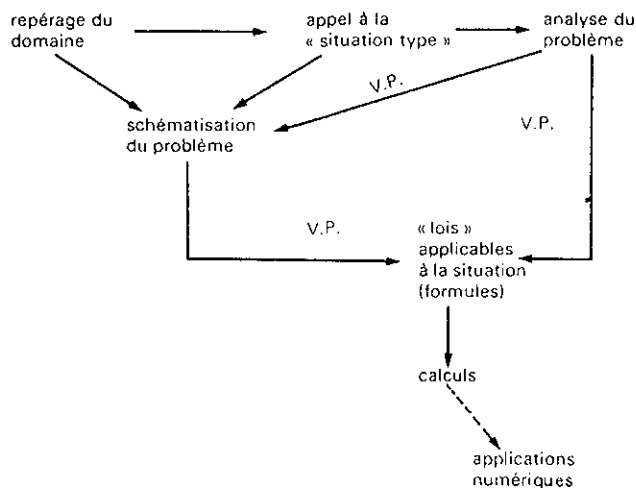 repérage du
domaine
appel à la
« situation type »
analyse du
problème
V.P.
schématisation
du problème
V.P.
V.P.
« lois »
applicables
à la situation
(formules)
calculs
applications
numériques